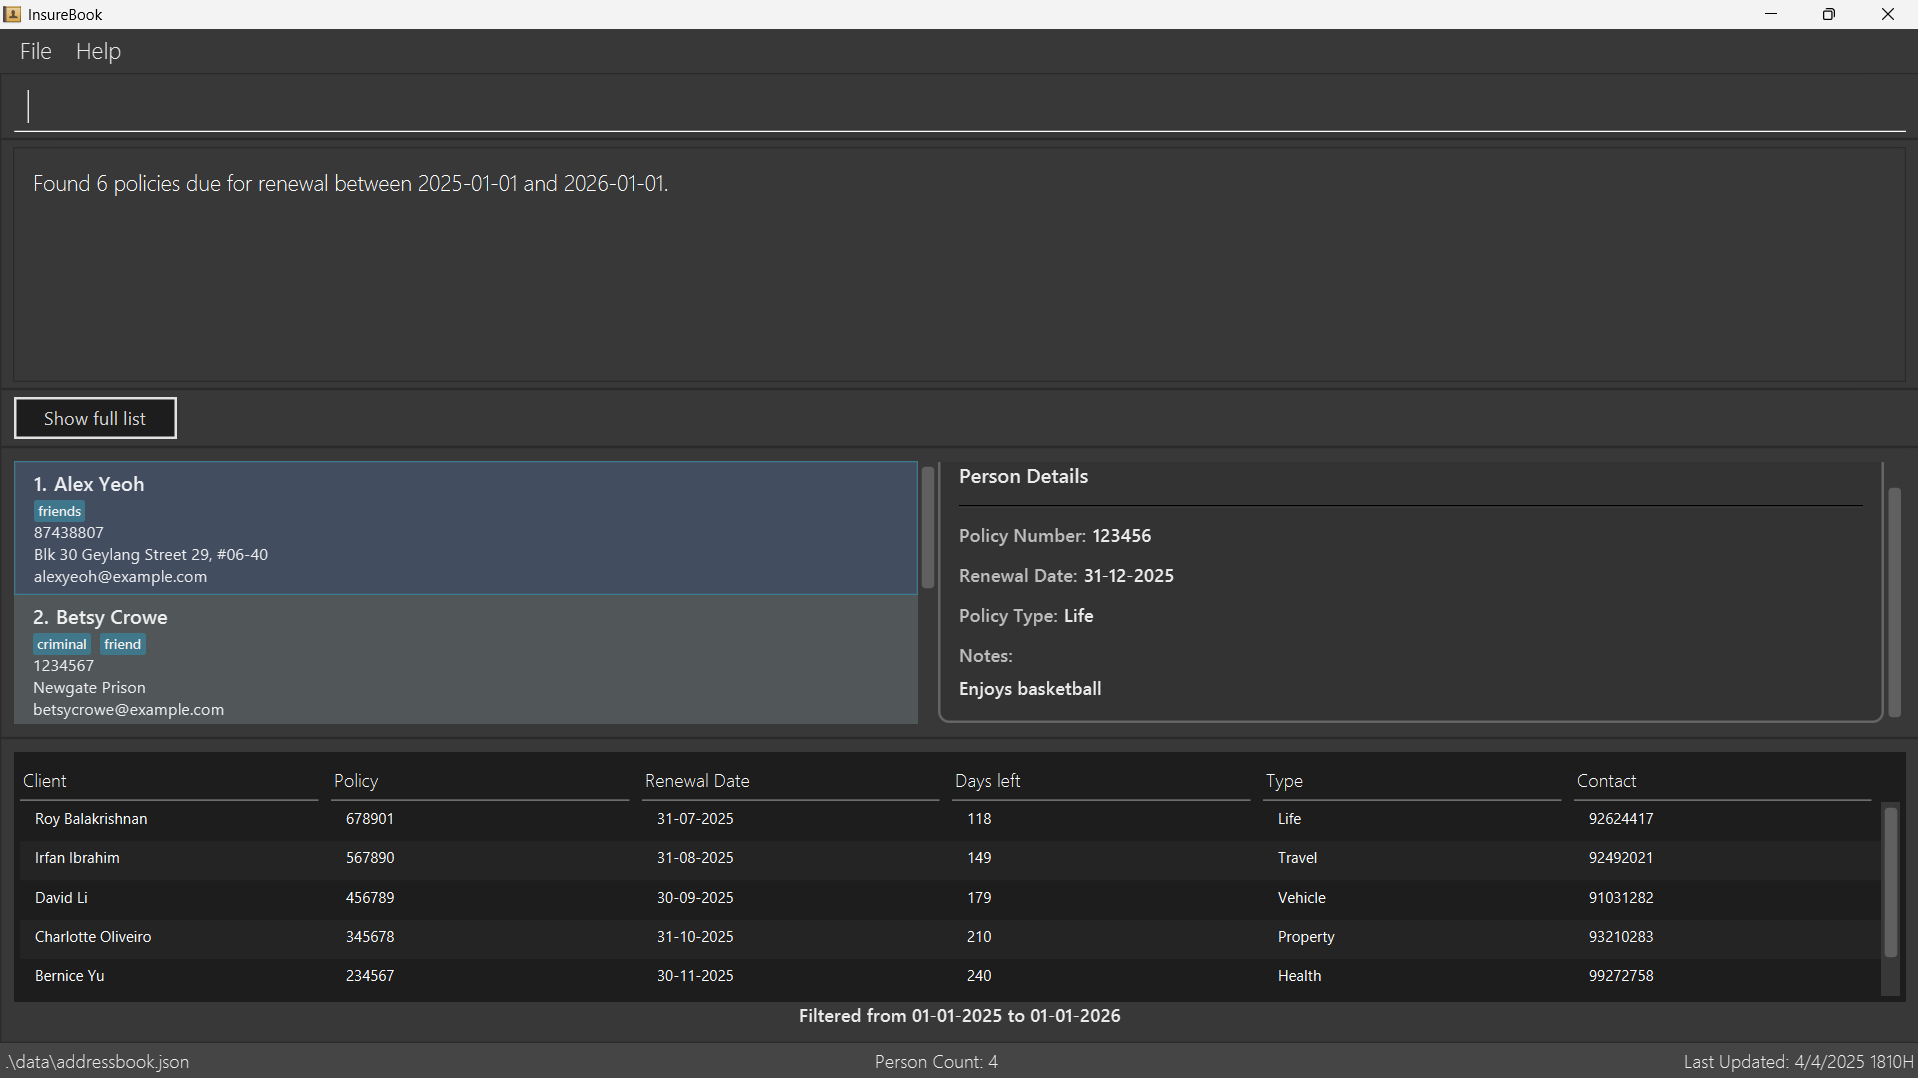 InsureBook
File Help
Found 6 policies due for renewal between 2025-01-01 and 2026-01-01.
Show full list
1. Alex Yeoh
friends
87438807
Blk 30 Geylang Street 29, #06-40
alexyeoh@example.com
2. Betsy Crowe
criminal friend
1234567
Newgate Prison
betsycrowe@example.com
Person Details
Policy Number: 123456
Renewal Date: 31-12-2025
Policy Type: Life
Notes:
Enjoys basketball
Client Policy Renewal Date Days left Type Contact
Roy Balakrishnan 678901 31-07-2025 118 Life 92624417
Irfan Ibrahim 567890 31-08-2025 149 Travel 92492021
David Li 456789 30-09-2025 179 Vehicle 91031282
Charlotte Oliveiro 345678 31-10-2025 210 Property 93210283
Bernice Yu 234567 30-11-2025 240 Health 99272758
Filtered from 01-01-2025 to 01-01-2026
.\data\addressbook.json Person Count: 4 Last Updated: 4/4/2025 1810H